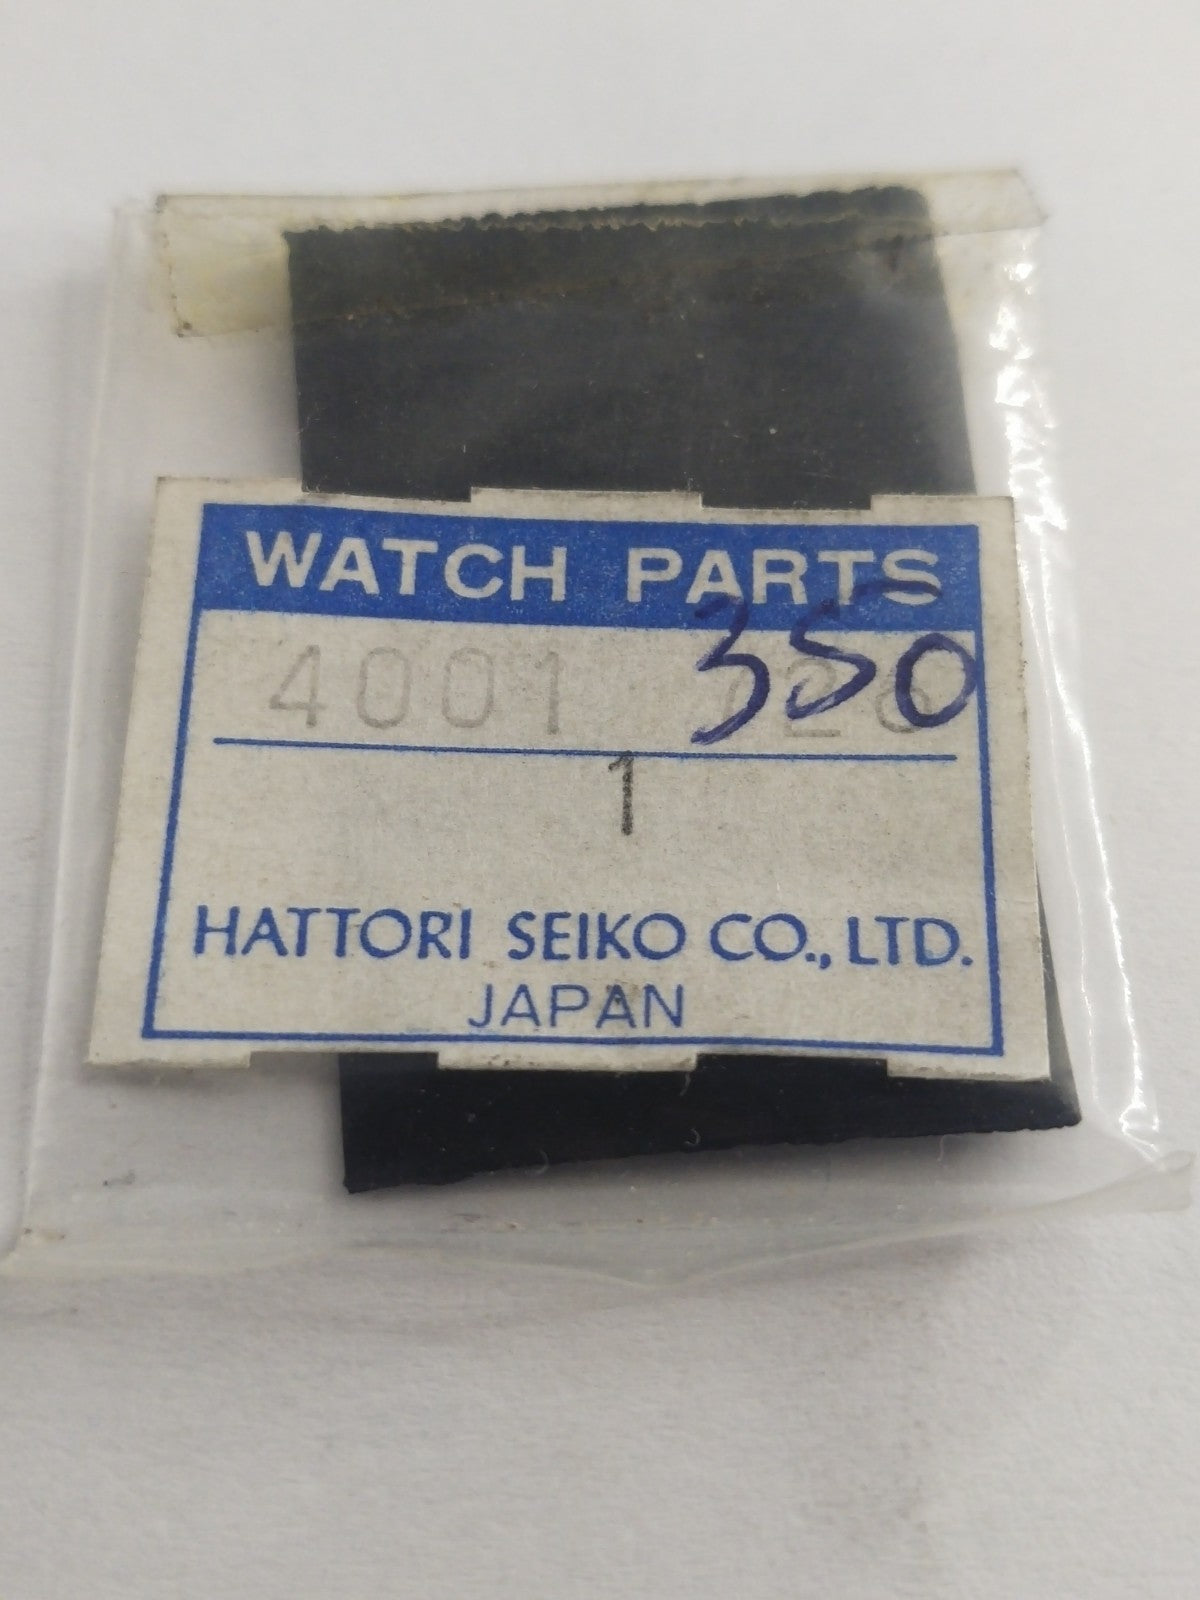 WATCH PARTS
350
4001
1
HATTORI SEIKO CO., LTD.
JAPAN